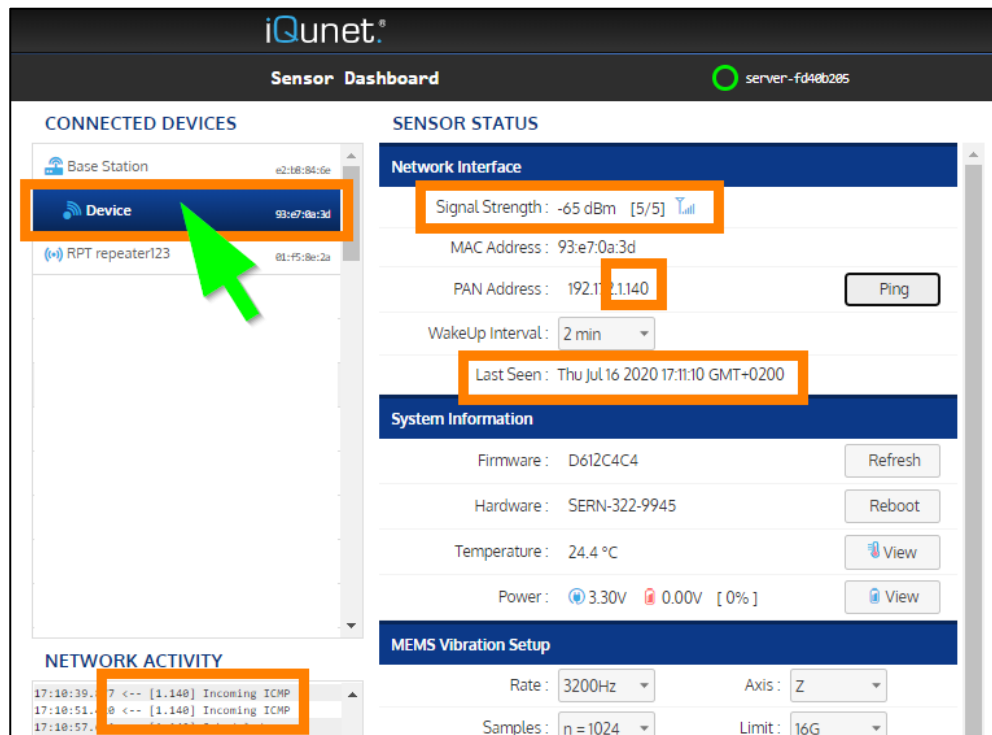 iQunet.®
Sensor Dashboard server-fd40b205
CONNECTED DEVICES
Base Station e2:b8:84:6e
Device 93:e7:0a:3d
RPT repeater123 01:f5:8e:2a
SENSOR STATUS
Network Interface
Signal Strength : -65 dBm [5/5]
MAC Address : 93:e7:0a:3d
PAN Address : 192.172.1.140 Ping
WakeUp Interval : 2 min
Last Seen : Thu Jul 16 2020 17:11:10 GMT+0200
System Information
Firmware : D612C4C4 Refresh
Hardware : SERN-322-9945 Reboot
Temperature : 24.4 °C View
Power : 3.30V 0.00V [ 0% ] View
MEMS Vibration Setup
Rate : 3200Hz Axis : Z
Samples : n = 1024 Limit : 16G
NETWORK ACTIVITY
<-- [1.140] Incoming ICMP
<-- [1.140] Incoming ICMP